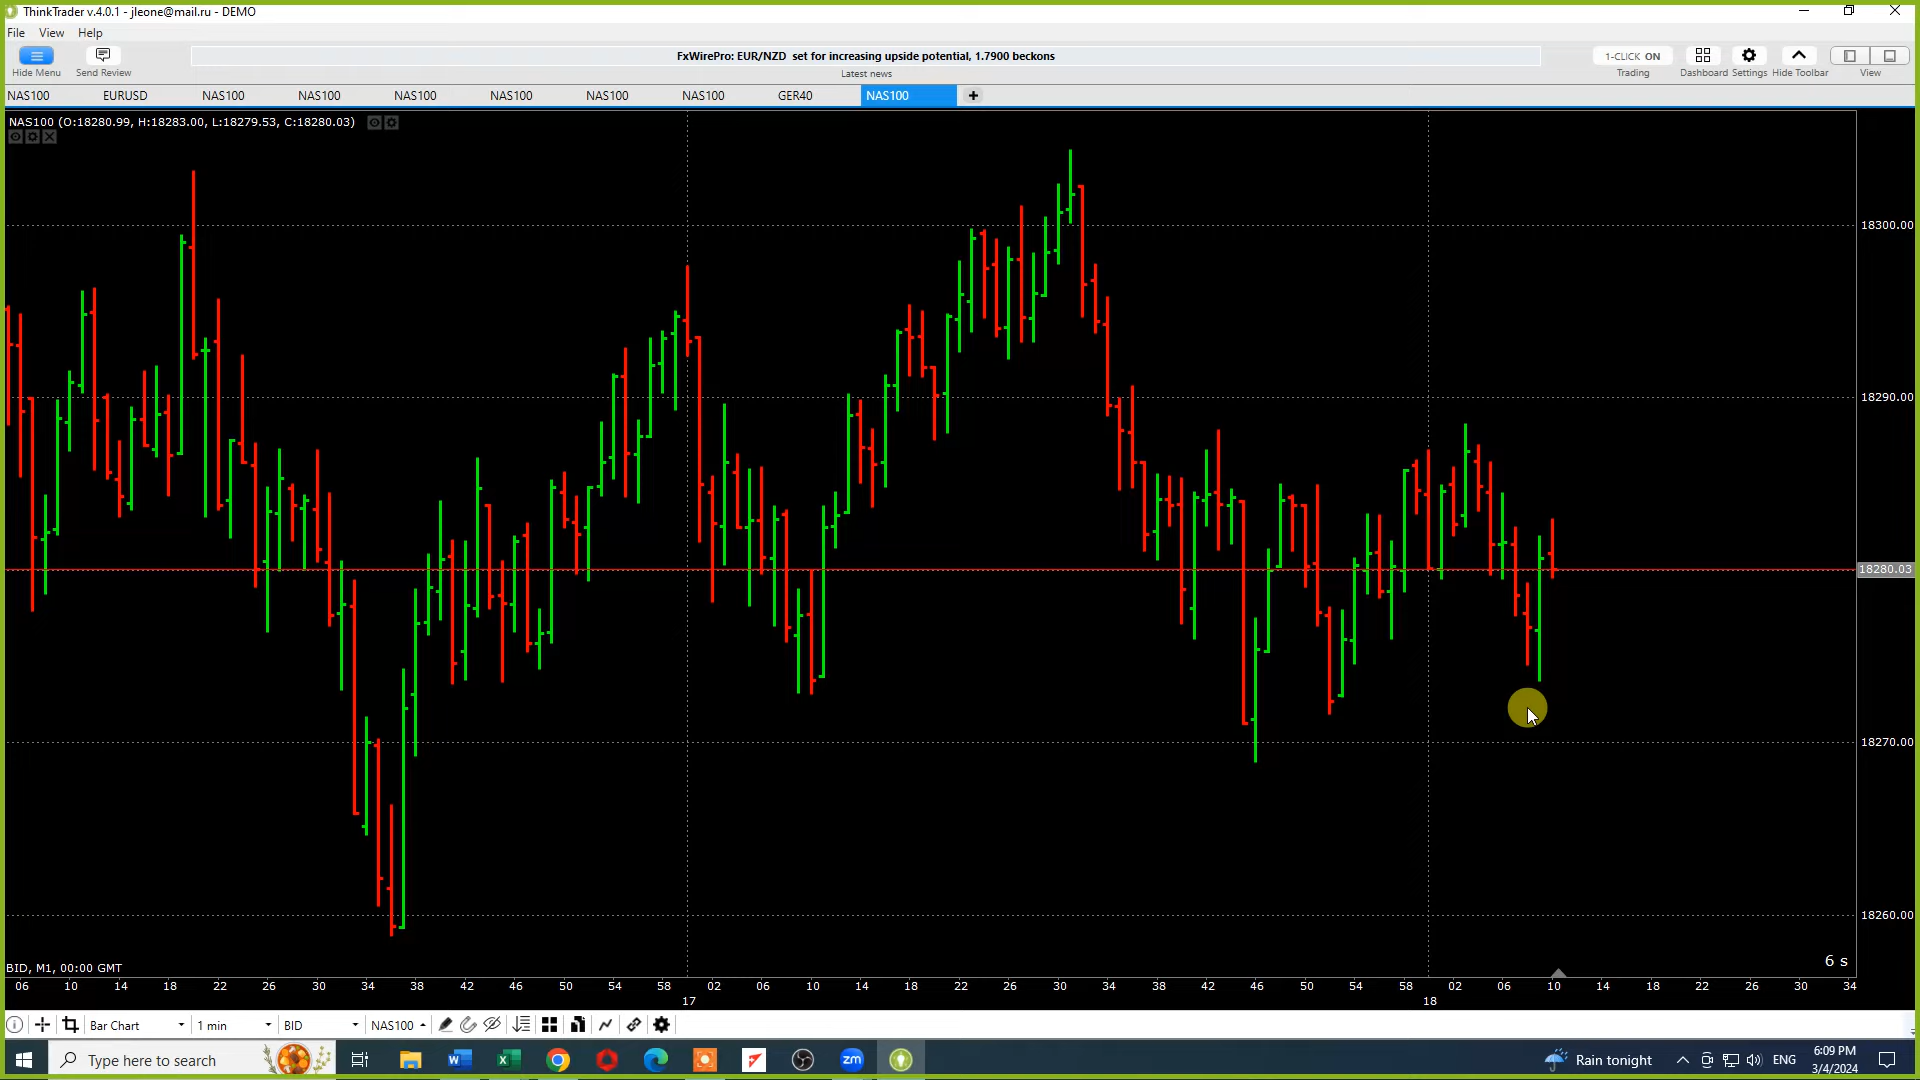 ThinkTrader v.4.0.1 - jleone@mail.ru - DEMO
File View Help
FxWirePro: EUR/NZD set for increasing upside potential, 1.7900 beckons
1-CLICK ON
Hide Menu Send Review Latest news Trading Dashboard Settings Hide Toolbar View
NAS100 EURUSD NAS100 NAS100 NAS100 NAS100 NAS100 NAS100 GER40 NAS100 +
NAS100 (O:18280.99, H:18283.00, L:18279.53, C:18280.03)
18300.00
18290.00
18280.03
18270.00
18260.00
BID, M1, 00:00 GMT
6 s
06 10 14 18 22 26 30 34 38 42 46 50 54 58 02 06 10 14 18 22 26 30 34 38 42 46 50 54 58 02 06 10 14 18 22 26 30 34
17 18
Bar Chart 1 min BID NAS100
Type here to search
zm
Rain tonight
ENG
6:09 PM
3/4/2024